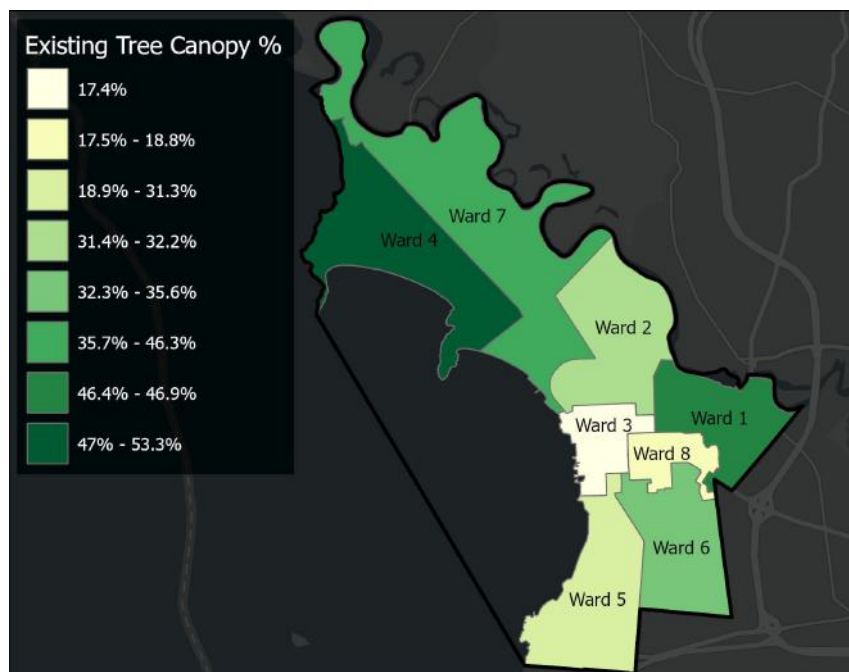 Existing Tree Canopy %
17.4%
17.5% - 18.8%
18.9% - 31.3%
31.4% - 32.2%
32.3% - 35.6%
35.7% - 46.3%
46.4% - 46.9%
47% - 53.3%
Ward 7
Ward 4
Ward 2
Ward 3
Ward 1
Ward 8
Ward 6
Ward 5